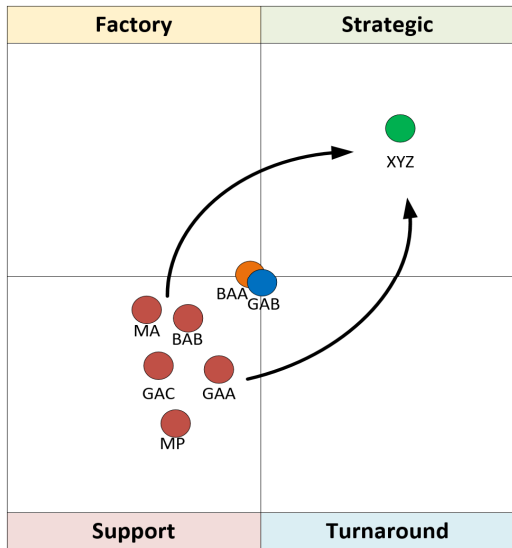 Factory
Strategic
XYZ
BAA
GAB
MA
BAB
GAC
GAA
MP
Support
Turnaround